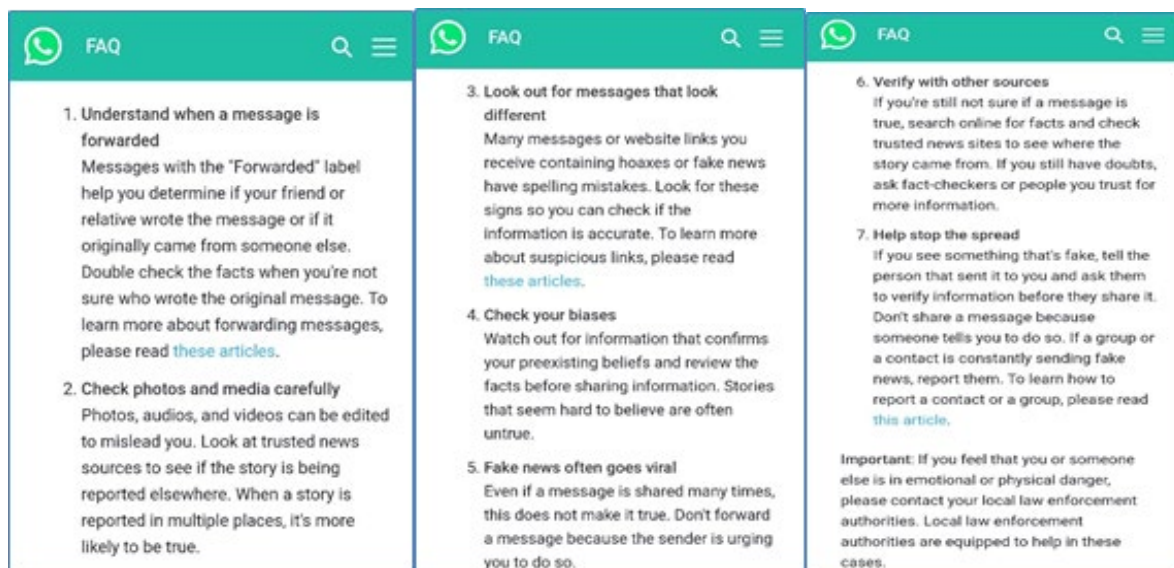 FAQ
1. Understand when a message is
forwarded
Messages with the "Forwarded" label
help you determine if your friend or
relative wrote the message or if it
originally came from someone else.
Double check the facts when you're not
sure who wrote the original message. To
learn more about forwarding messages,
please read these articles.
2. Check photos and media carefully
Photos, audios, and videos can be edited
to mislead you. Look at trusted news
sources to see if the story is being
reported elsewhere. When a story is
reported in multiple places, it's more
likely to be true.
FAQ
3. Look out for messages that look
different
Many messages or website links you
receive containing hoaxes or fake news
have spelling mistakes. Look for these
signs so you can check if the
information is accurate. To learn more
about suspicious links, please read
these articles.
4. Check your biases
Watch out for information that confirms
your preexisting beliefs and review the
facts before sharing information. Stories
that seem hard to believe are often
untrue.
5. Fake news often goes viral
Even if a message is shared many times,
this does not make it true. Don't forward
a message because the sender is urging
you to do so.
FAQ
6. Verify with other sources
If you're still not sure if a message is
true, search online for facts and check
trusted news sites to see where the
story came from. If you still have doubts,
ask fact-checkers or people you trust for
more information.
7. Help stop the spread
If you see something that's fake, tell the
person that sent it to you and ask them
to verify information before they share it.
Don't share a message because
someone tells you to do so. If a group or
a contact is constantly sending fake
news, report them. To learn how to
report a contact or a group, please read
this article.
Important: If you feel that you or someone
else is in emotional or physical danger,
please contact your local law enforcement
authorities. Local law enforcement
authorities are equipped to help in these
cases.